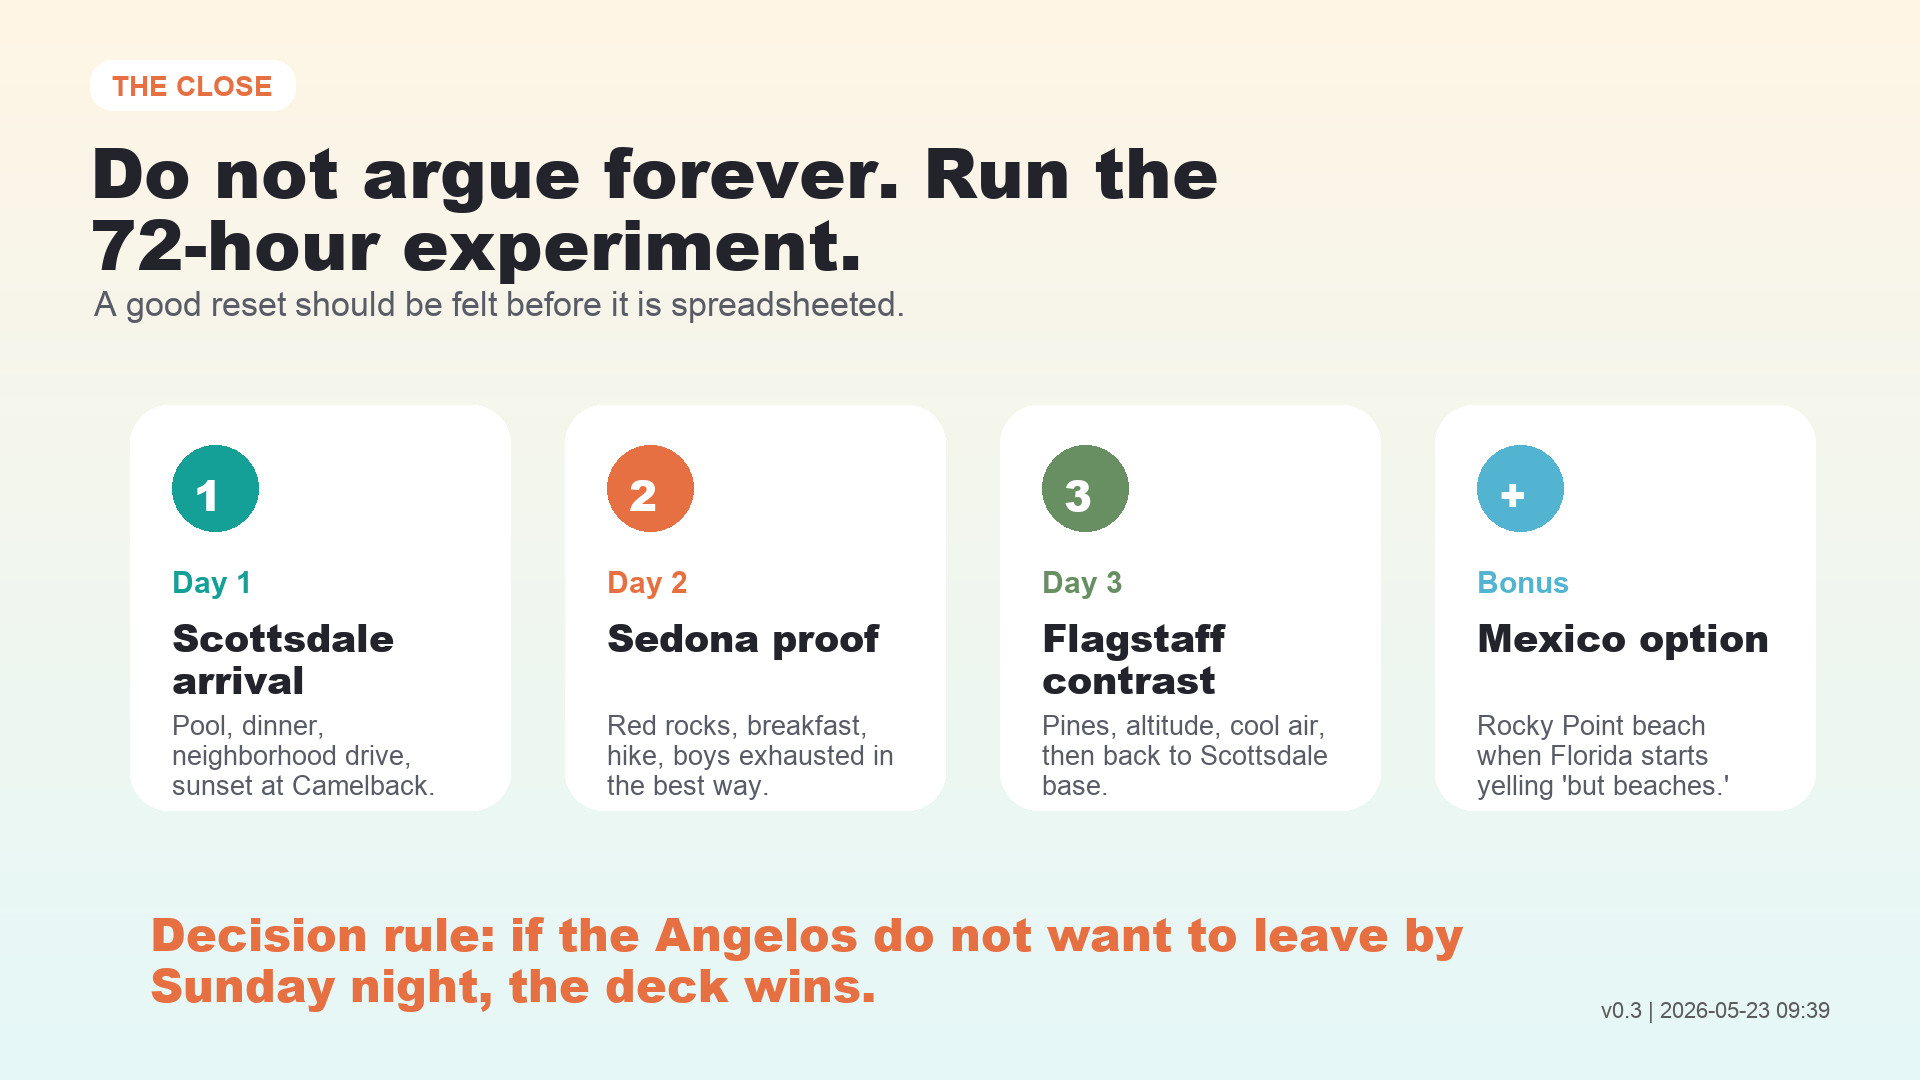 THE CLOSE
Do not argue forever. Run the
72-hour experiment.
A good reset should be felt before it is spreadsheeted.
1
Day 1
Scottsdale
arrival
Pool, dinner,
neighborhood drive,
sunset at Camelback.
2
Day 2
Sedona proof
Red rocks, breakfast,
hike, boys exhausted in
the best way.
3
Day 3
Flagstaff
contrast
Pines, altitude, cool air,
then back to Scottsdale
base.
+
Bonus
Mexico option
Rocky Point beach
when Florida starts
yelling 'but beaches.'
Decision rule: if the Angelos do not want to leave by
Sunday night, the deck wins.
v0.3 | 2026-05-23 09:39